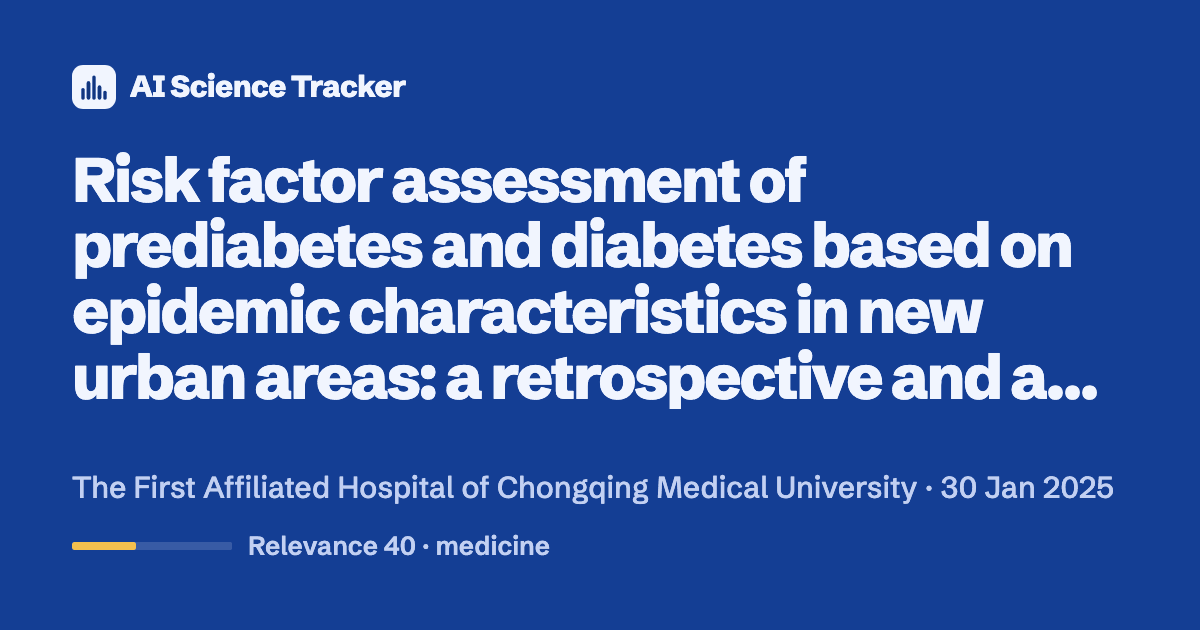 AI Science Tracker
Risk factor assessment of
prediabetes and diabetes based on
epidemic characteristics in new
urban areas: a retrospective and a...
The First Affiliated Hospital of Chongqing Medical University · 30 Jan 2025
Relevance 40 · medicine